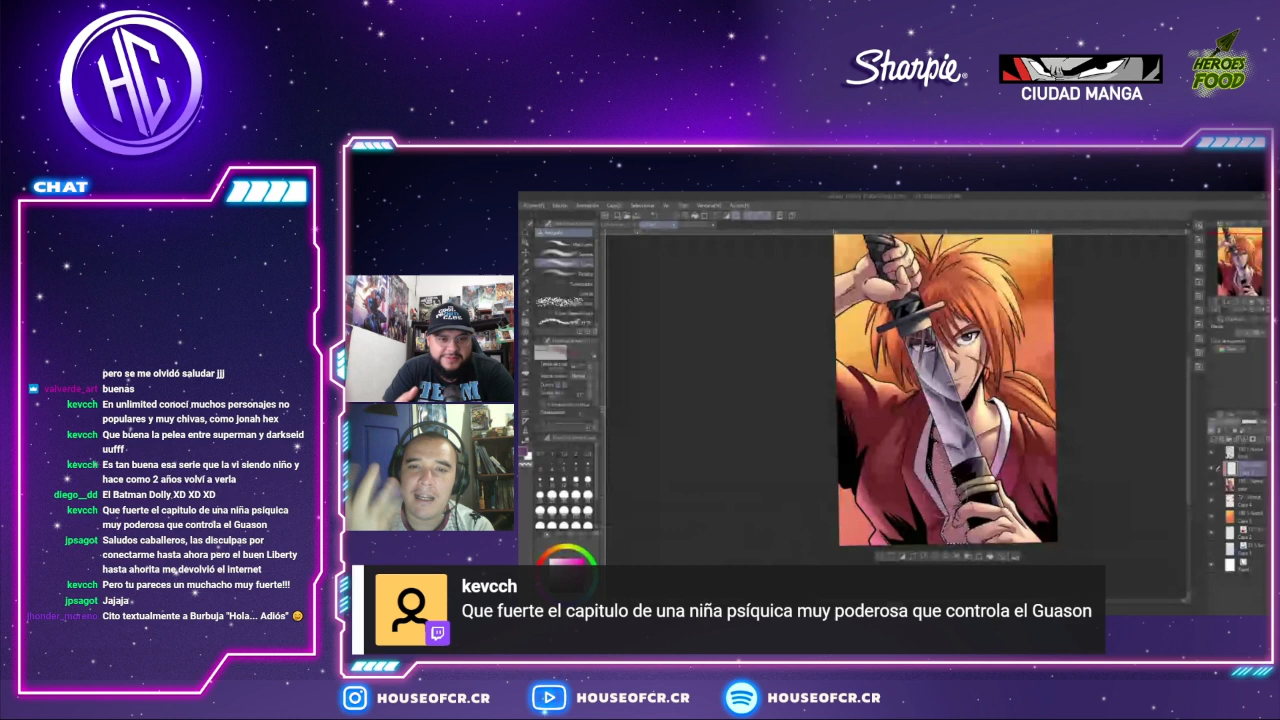 HC
Sharpie®
CIUDAD MANGA
HEROES
FOOD
CHAT
pero se me olvidó saludar jjj
valverde_art buenas
kevcch En unlimited conocí muchos personajes no
populares y muy chivas, como Jonah hex
kevcch Que buena la pelea entre superman y darkseid
uufff
kevcch Es tan buena esa serie que la vi siendo niño y
hace como 2 años volví a verla
diego__dd El Batman Dolly XD XD XD
kevcch Que fuerte el capitulo de una niña psíquica
muy poderosa que controla el Guason
jpsagot Saludos caballeros, las disculpas por
conectarme hasta ahora pero el buen Liberty
hasta ahorita me devolvió el internet
kevcch Pero tu pareces un muchacho muy fuerte!!!
jpsagot Jajaja
jhonder_moreno Cito textualmente a Burbuja "Hola... Adiós" 😊
TEAM
kevcch
Que fuerte el capitulo de una niña psíquica muy poderosa que controla el Guason
HOUSEOFCR.CR
HOUSEOFCR.CR
HOUSEOFCR.CR